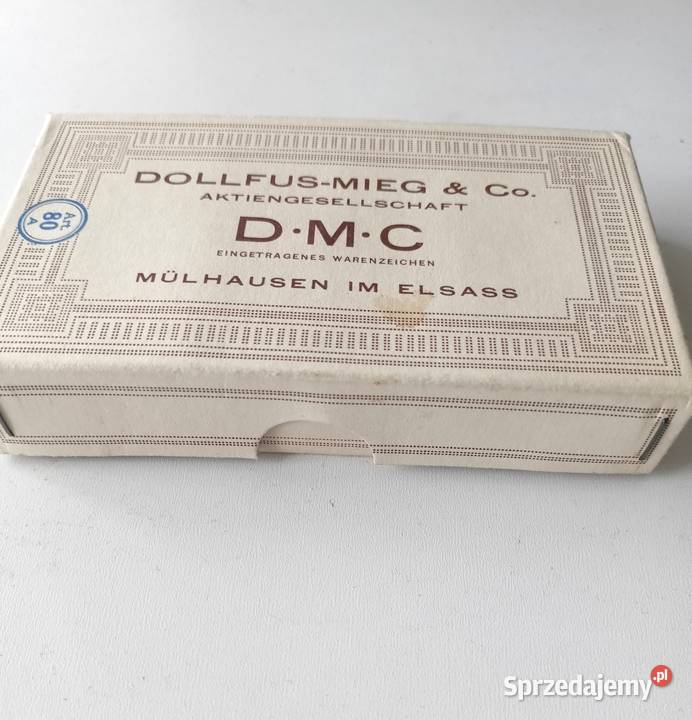 DOLLFUS-MIEG & Co.
AKTIENGESELLSCHAFT
D·M·C
EINGETRAGENES WARENZEICHEN
MÜLHAUSEN IM ELSASS
Art.
80
A
Sprzedajemy.pl